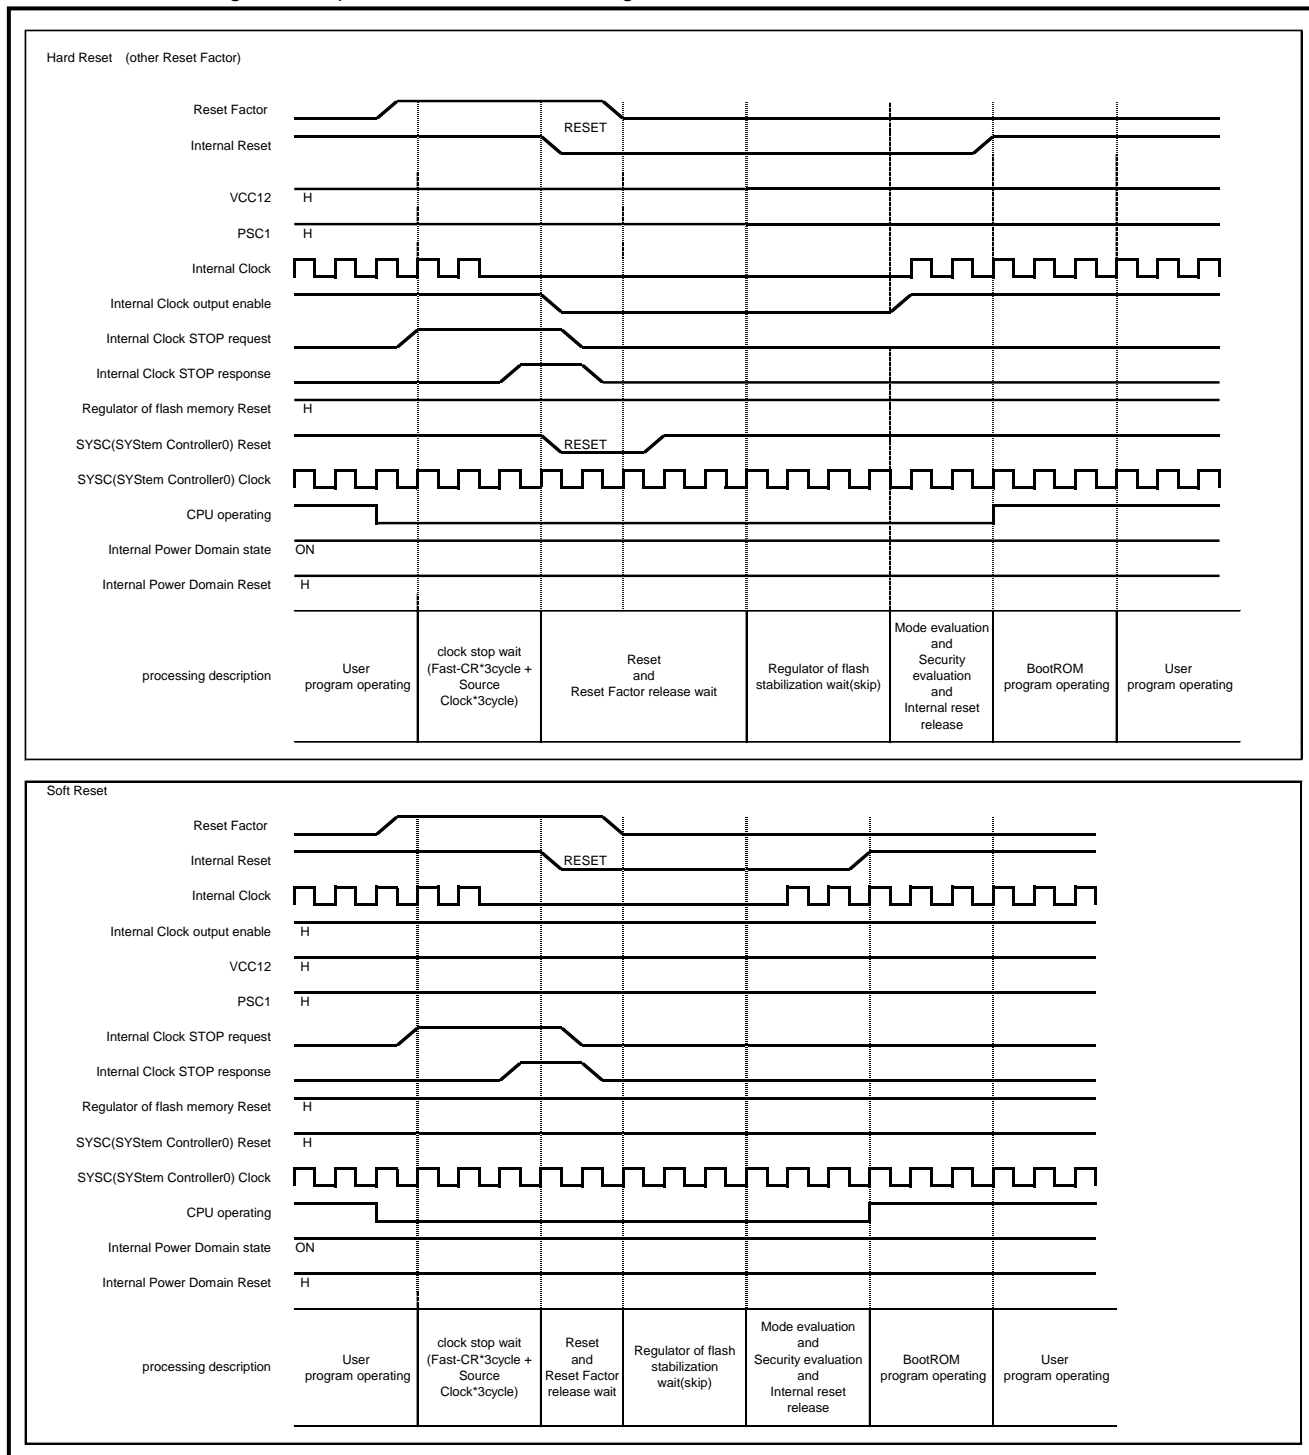 Hard Reset (other Reset Factor)
Reset Factor
RESET
Internal Reset
VCC12 H
PSC1 H
Internal Clock
Internal Clock output enable
Internal Clock STOP request
Internal Clock STOP response
Regulator of flash memory Reset H
SYSC(SYStem Controller0) Reset RESET
SYSC(SYStem Controller0) Clock
CPU operating
Internal Power Domain state ON
Internal Power Domain Reset H
processing description
User
program operating
clock stop wait
(Fast-CR*3cycle +
Source
Clock*3cycle)
Reset
and
Reset Factor release wait
Regulator of flash
stabilization wait(skip)
Mode evaluation
and
Security
evaluation
and
Internal reset
release
BootROM
program operating
User
program operating
Soft Reset
Reset Factor
Internal Reset RESET
Internal Clock
Internal Clock output enable H
VCC12 H
PSC1 H
Internal Clock STOP request
Internal Clock STOP response
Regulator of flash memory Reset H
SYSC(SYStem Controller0) Reset H
SYSC(SYStem Controller0) Clock
CPU operating
Internal Power Domain state ON
Internal Power Domain Reset H
processing description
User
program operating
clock stop wait
(Fast-CR*3cycle +
Source
Clock*3cycle)
Reset
and
Reset Factor
release wait
Regulator of flash
stabilization
wait(skip)
Mode evaluation
and
Security evaluation
and
Internal reset
release
BootROM
program operating
User
program operating